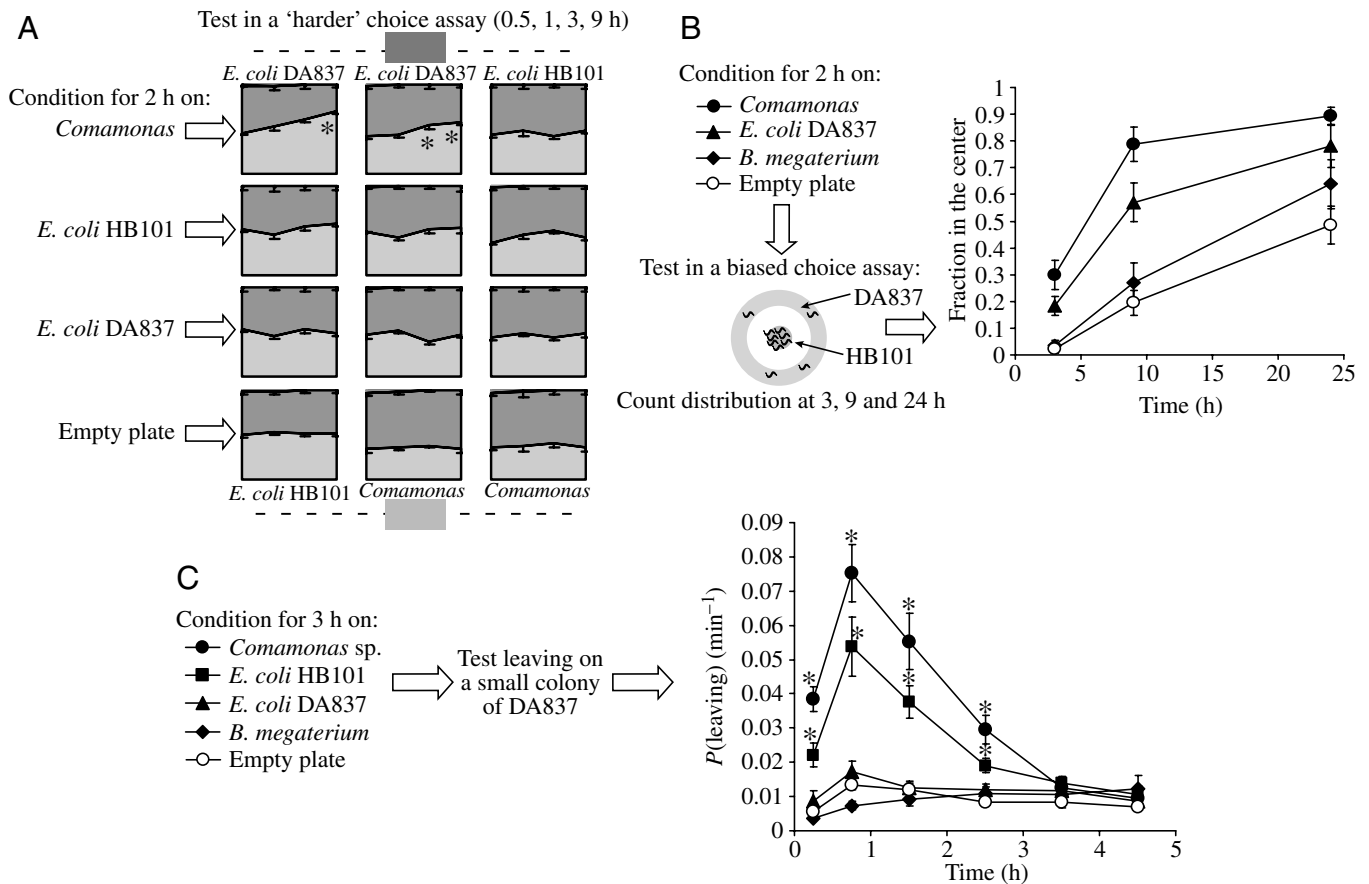 A
Test in a ‘harder’ choice assay (0.5, 1, 3, 9 h)
E. coli DA837 E. coli DA837 E. coli HB101
Condition for 2 h on:
Comamonas
* * *
E. coli HB101
E. coli DA837
Empty plate
E. coli HB101 Comamonas Comamonas
B
Condition for 2 h on:
Comamonas
E. coli DA837
B. megaterium
Empty plate
Test in a biased choice assay:
DA837
HB101
Count distribution at 3, 9 and 24 h
Fraction in the center
1
0.9
0.8
0.7
0.6
0.5
0.4
0.3
0.2
0.1
0
0 5 10 15 20 25
Time (h)
C
Condition for 3 h on:
Comamonas sp.
E. coli HB101
E. coli DA837
B. megaterium
Empty plate
Test leaving on
a small colony
of DA837
P(leaving) (min−1)
0.09
0.08
0.07
0.06
0.05
0.04
0.03
0.02
0.01
0
* * * * * * * *
0 1 2 3 4 5
Time (h)